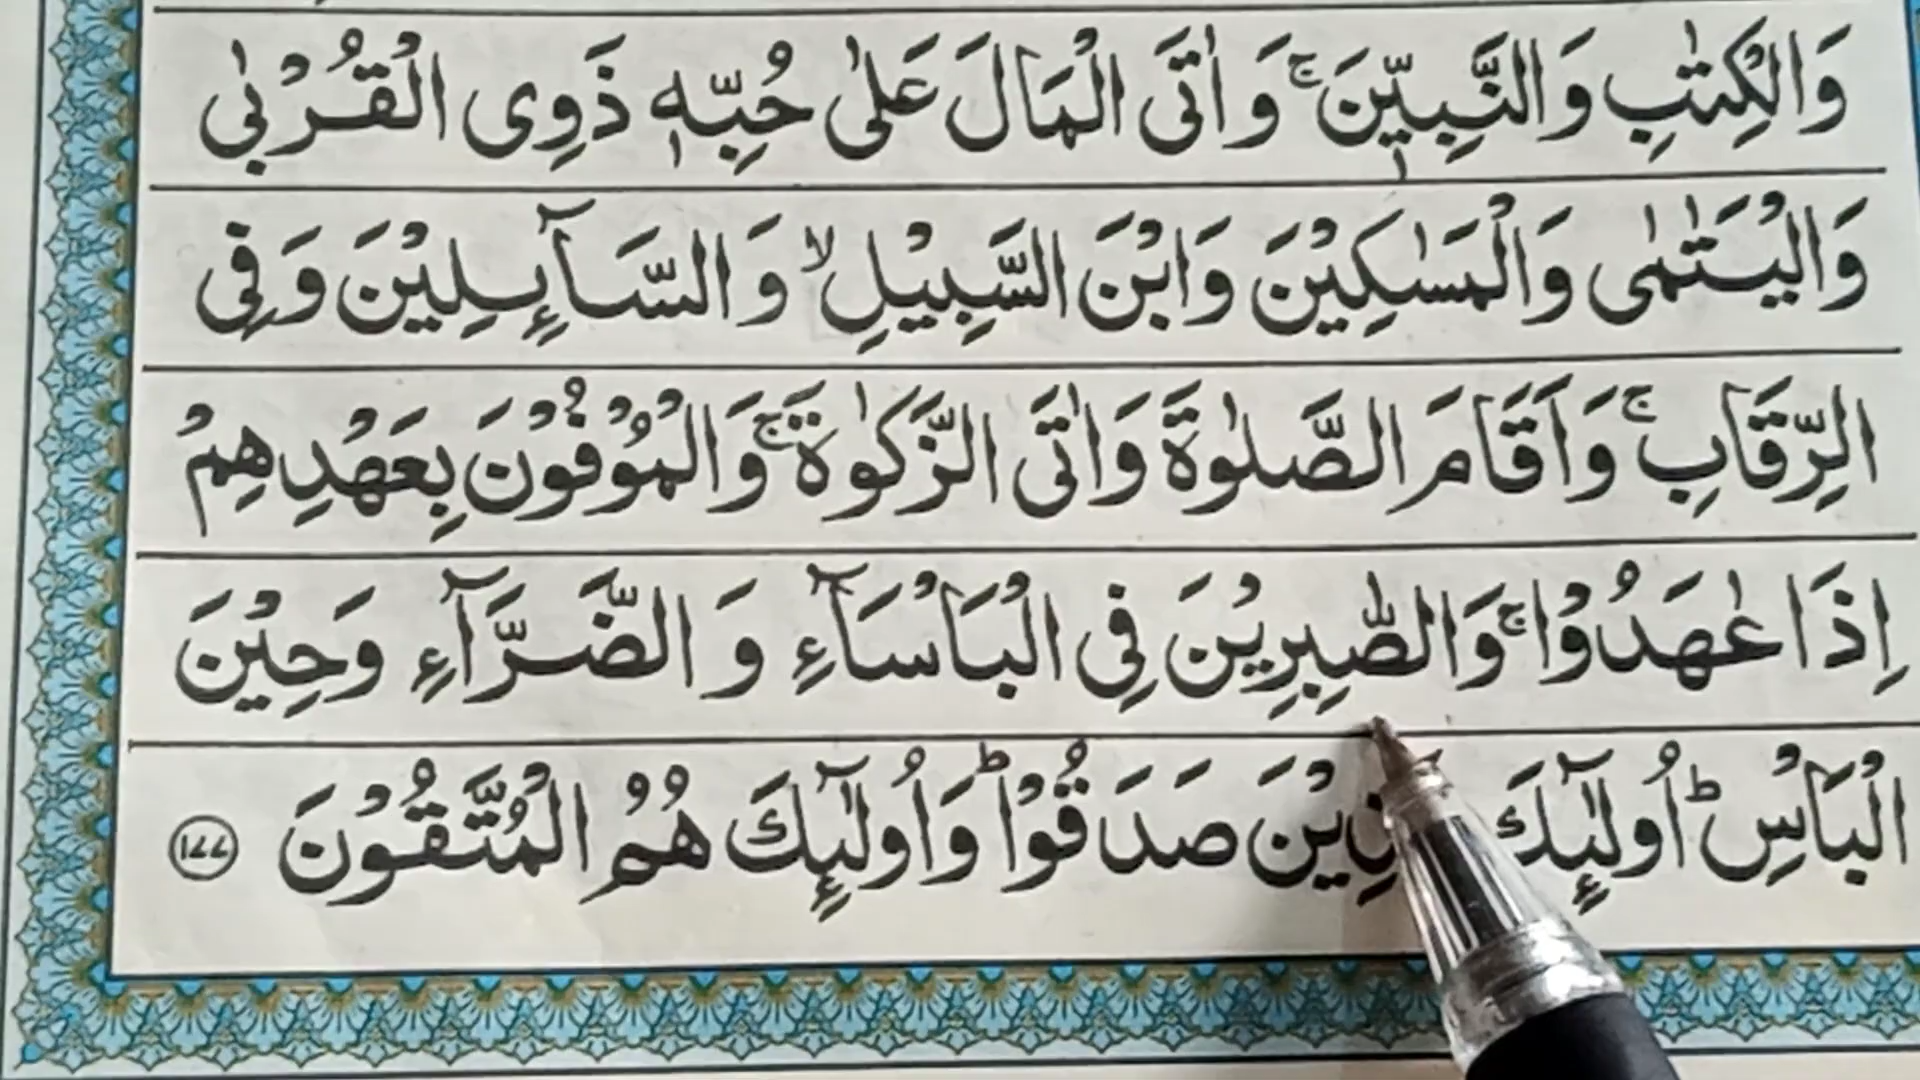 وَالْكِتٰبِ وَالنَّبِيّٖنَ ۚ وَاٰتَى الْمَالَ عَلٰى حُبِّهٖ ذَوِى الْقُرْبٰى
وَالْيَتٰمٰى وَالْمَسٰكِيْنَ وَابْنَ السَّبِيْلِ ۙ وَالسَّآئِلِيْنَ وَفِى
الرِّقَابِ ۚ وَاَقَامَ الصَّلٰوةَ وَاٰتَى الزَّكٰوةَ ۚ وَالْمُوْفُوْنَ بِعَهْدِهِمْ
اِذَا عٰهَدُوْا ۚ وَالصّٰبِرِيْنَ فِى الْبَاْسَآءِ وَالضَّرَّآءِ وَحِيْنَ
الْبَاْسِ ؕ اُولٰٓئِكَ صَدَقُوْا ؕ وَاُولٰٓئِكَ هُمُ الْمُتَّقُوْنَ ۱۷۷